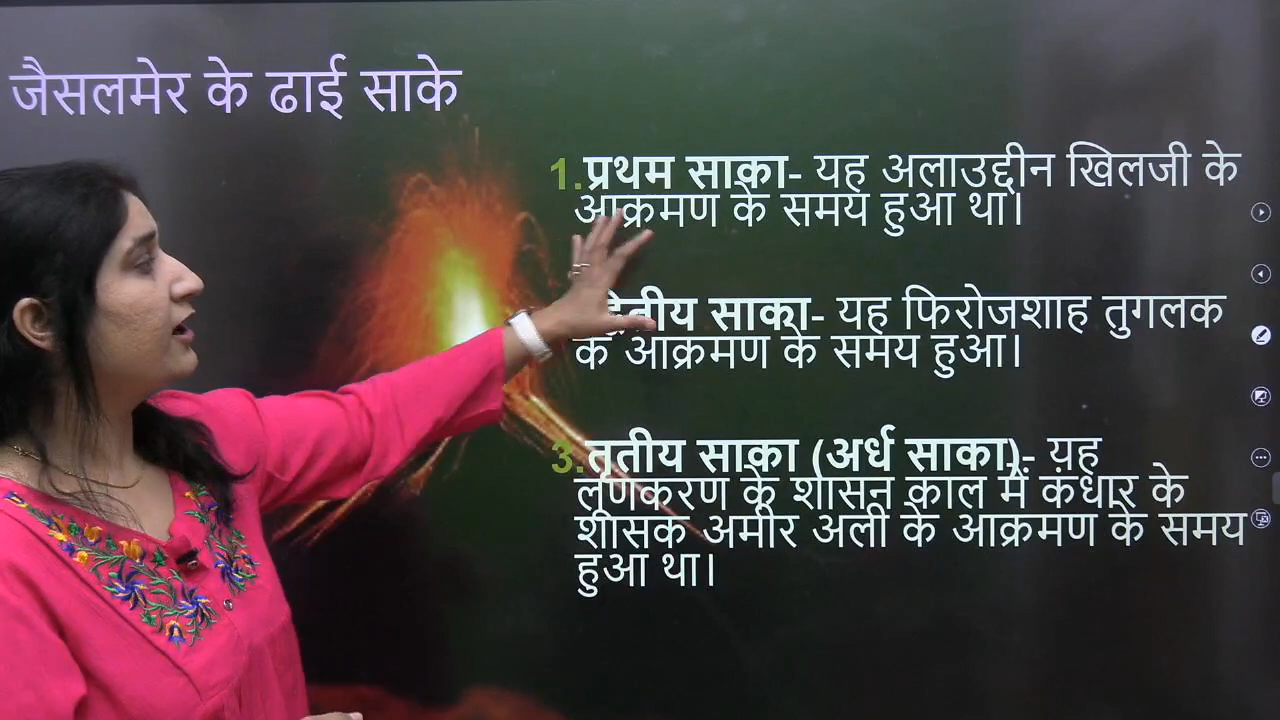 जैसलमेर के ढाई साके
1.प्रथम साका- यह अलाउद्दीन खिलजी के
आक्रमण के समय हुआ था।
साका- यह फिरोजशाह तुगलक
के आक्रमण के समय हुआ।
3.तृतीय साका (अर्ध साका)- यह
लूणकरण के शासन काल में कंधार के
शासक अमीर अली के आक्रमण के समय
हुआ था।